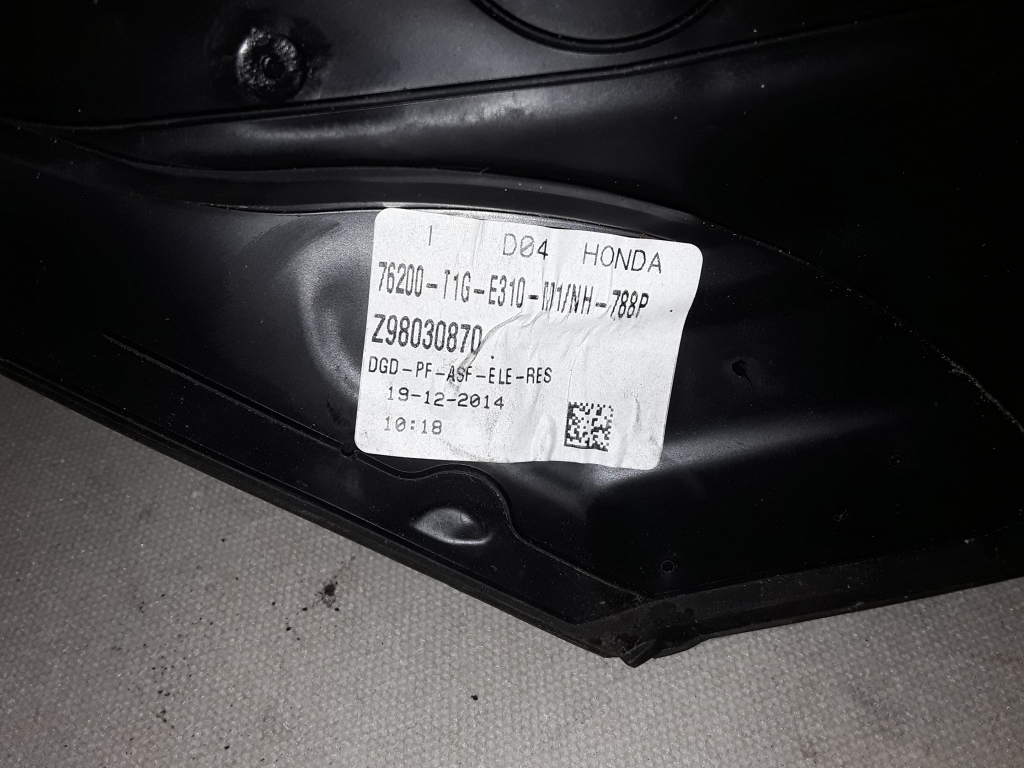 I D04 HONDA
76200-T1G-E310-M1/NH-788P
Z98030870
DGD-PF-ASF-ELE-RES
19-12-2014
10:18